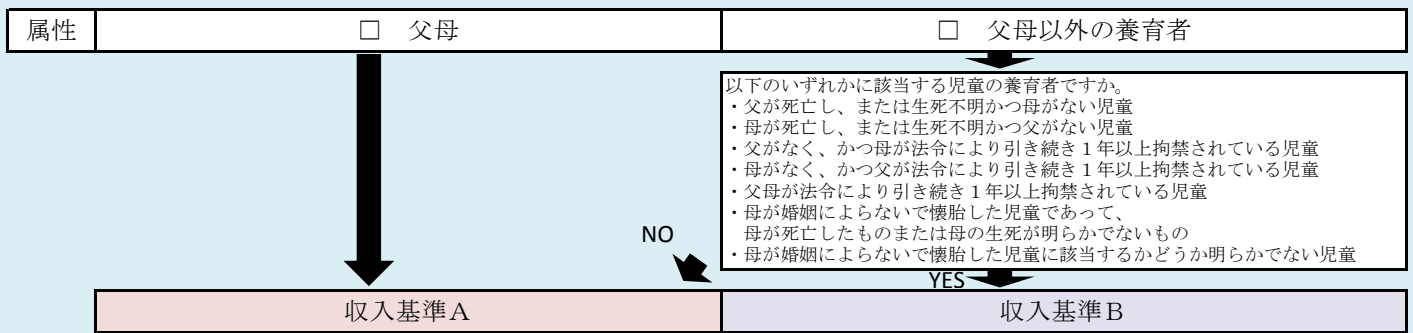 属性
□ 父母
□ 父母以外の養育者
以下のいずれかに該当する児童の養育者ですか。
・父が死亡し、または生死不明かつ母がない児童
・母が死亡し、または生死不明かつ父がない児童
・父がなく、かつ母が法令により引き続き1年以上拘禁されている児童
・母がなく、かつ父が法令により引き続き1年以上拘禁されている児童
・父母が法令により引き続き1年以上拘禁されている児童
・母が婚姻によらないで懐胎した児童であって、
母が死亡したものまたは母の生死が明らかでないもの
・母が婚姻によらないで懐胎した児童に該当するかどうか明らかでない児童
NO
YES
収入基準A
収入基準B